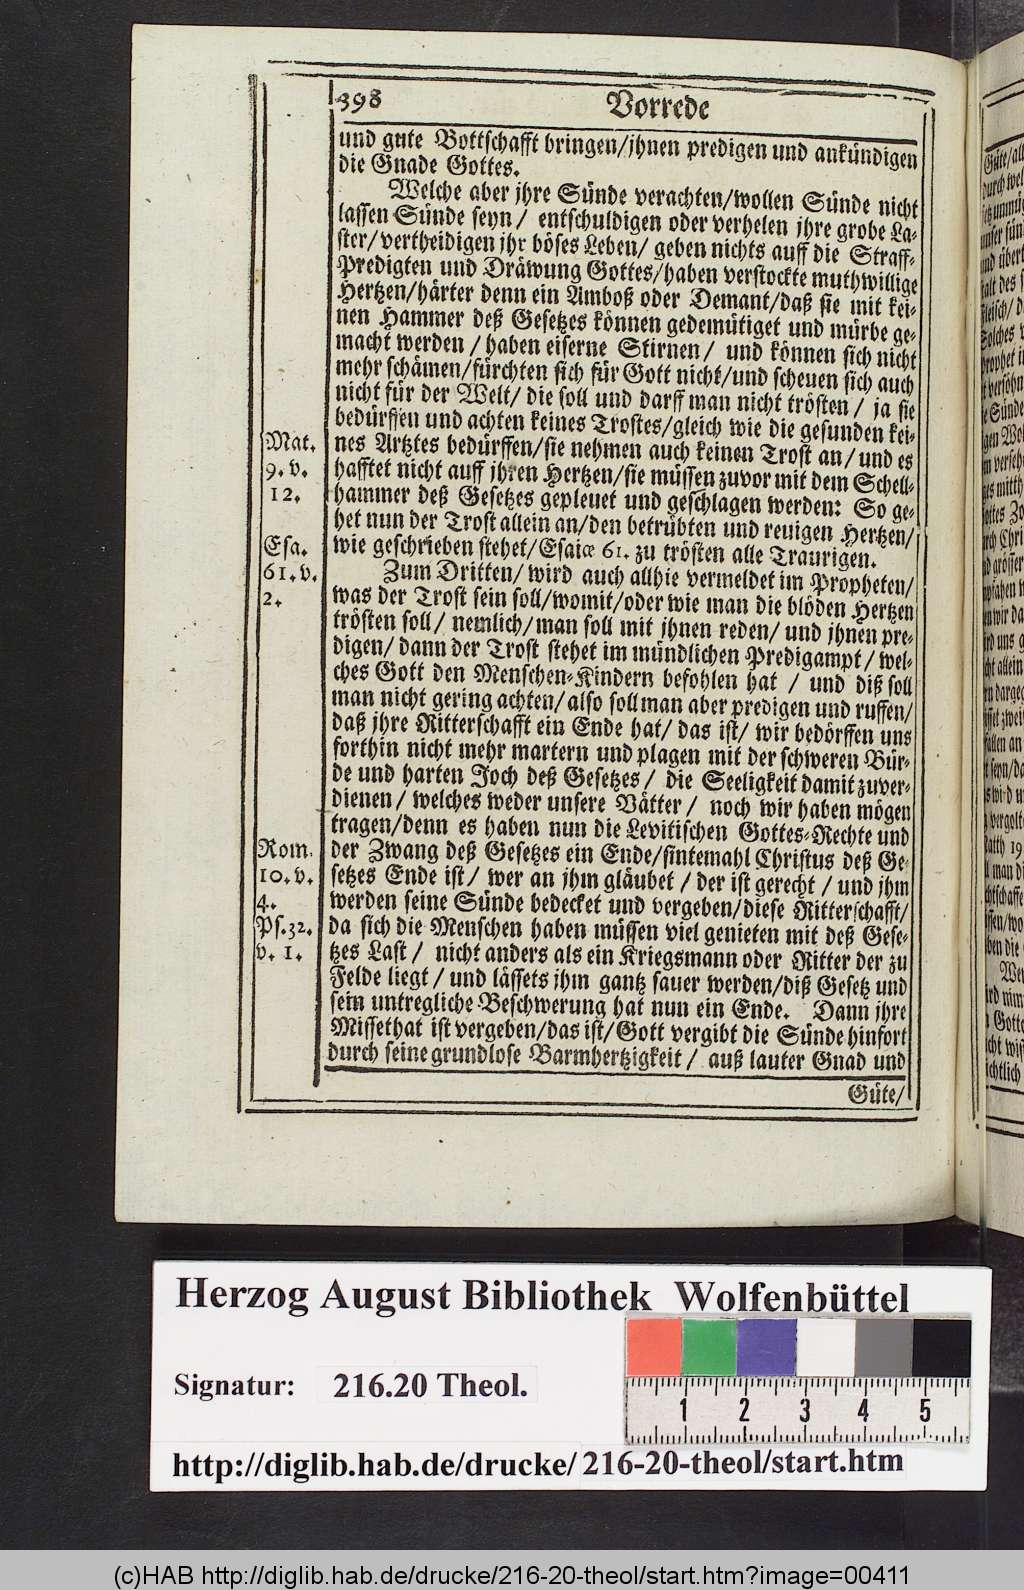 398
Vorrede
und gute Bottschafft bringen/jhnen predigen und ankündigen
die Gnade Gottes.
Welche aber jhre Sünde verachten/wollen Sünde nicht
lassen Sünde seyn/ entschuldigen oder verhelen jhre grobe La-
ster/vertheidigen jhr böses Leben/ geben nichts auff die Straff-
Predigten und Dräwung Gottes/haben verstockte muthwillige
Hertzen/härter denn ein Amboß oder Demant/daß sie mit kei-
nen Hammer deß Gesetzes können gedemütiget und mürbe ge-
macht werden/haben eiserne Stirnen/ und können sich nicht
mehr schämen/fürchten sich für Gott nicht/und scheuen sich auch
nicht für der Welt/ die soll und darff man nicht trösten/ ja sie
bedürffen und achten keines Trostes/gleich wie die gesunden kei-
nes Artztes bedürffen/sie nehmen auch keinen Trost an/ und es
hafftet nicht auff jhren Hertzen/sie müssen zuvor mit dem Schell-
hammer deß Gesetzes gepleuet und geschlagen werden: So ge-
het nun der Trost allein an/den betrübten und reuigen Hertzen/
wie geschrieben stehet/Esaiæ 61. zu trösten alle Traurigen.
Zum Dritten/ wird auch allhie vermeldet im Propheten/
was der Trost sein soll/womit/oder wie man die blöden Hertzen
trösten soll/ nemlich/man soll mit jhnen reden/ und jhnen pre-
digen/ dann der Trost stehet im mündlichen Predigampt/ wel-
ches Gott den Menschen-Kindern befohlen hat / und diß soll
man nicht gering achten/also soll man aber predigen und ruffen/
daß jhre Ritterschafft ein Ende hat/ das ist/ wir bedörffen uns
forthin nicht mehr martern und plagen mit der schweren Bür-
de und harten Joch deß Gesetzes/ die Seeligkeit damit zuver-
dienen/ welches weder unsere Vätter/ noch wir haben mögen
tragen/denn es haben nun die Levitischen Gottes-Rechte und
der Zwang deß Gesetzes ein Ende/sintemahl Christus deß Ge-
setzes Ende ist/ wer an jhm gläubet/der ist gerecht/ und jhm
werden seine Sünde bedecket und vergeben/diese Ritterschafft/
da sich die Menschen haben müssen viel genieten mit deß Gese-
tzes Last/ nicht anders als ein Kriegsmann oder Ritter der zu
Felde liegt/ und lässets jhm gantz sauer werden/diß Gesetz und
sein untregliche Beschwerung hat nun ein Ende. Dann jhre
Missethat ist vergeben/das ist/Gott vergibt die Sünde hinfort
durch seine grundlose Barmhertzigkeit/ auß lauter Gnad und
Güte/
Mat.
9. v.
12.
Esa.
61. v.
2.
Rom.
10. v.
4.
Ps. 32.
v. 1.
Herzog August Bibliothek Wolfenbüttel
Signatur: 216.20 Theol.
1 2 3 4 5
http://diglib.hab.de/drucke/216-20-theol/start.htm
(c)HAB http://diglib.hab.de/drucke/216-20-theol/start.htm?image=00411